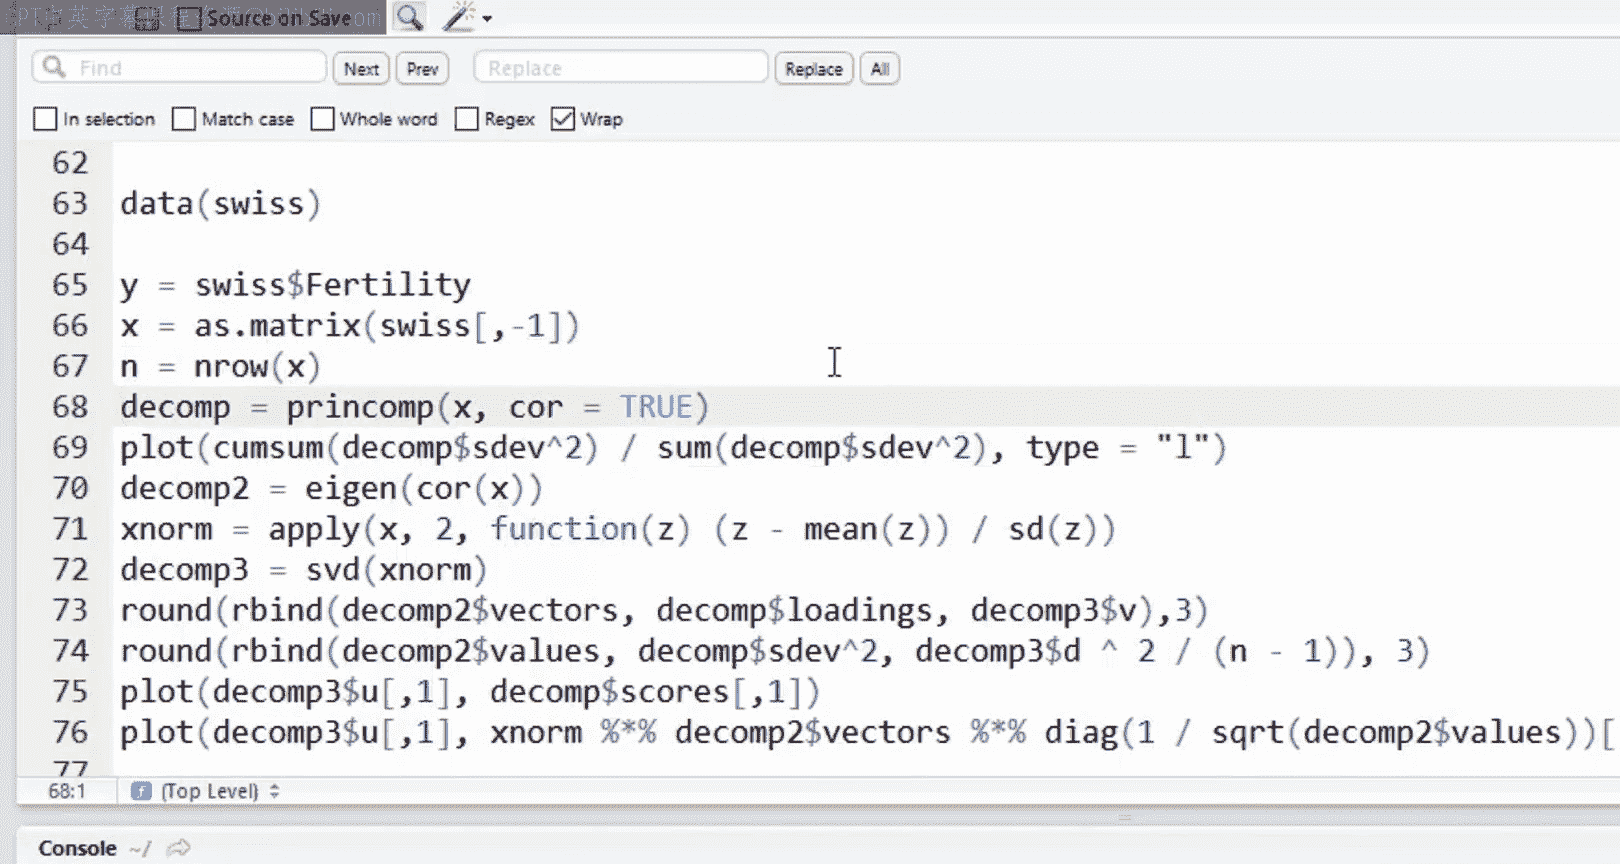 Source on Save
Find Next Prev Replace Replace All
In selection Match case Whole word Regex Wrap
62
63 data(swiss)
64
65 y = swiss$Fertility
66 x = as.matrix(swiss[,-1])
67 n = nrow(x)
68 decomp = princomp(x, cor = TRUE)
69 plot(cumsum(decomp$sdev^2) / sum(decomp$sdev^2), type = "l")
70 decomp2 = eigen(cor(x))
71 xnorm = apply(x, 2, function(z) (z - mean(z)) / sd(z))
72 decomp3 = svd(xnorm)
73 round(rbind(decomp2$vectors, decomp$loadings, decomp3$v),3)
74 round(rbind(decomp2$values, decomp$sdev^2, decomp3$d ^ 2 / (n - 1)), 3)
75 plot(decomp3$u[,1], decomp$scores[,1])
76 plot(decomp3$u[,1], xnorm %*% decomp2$vectors %*% diag(1 / sqrt(decomp2$values))[
77
68:1 (Top Level)
Console ~/